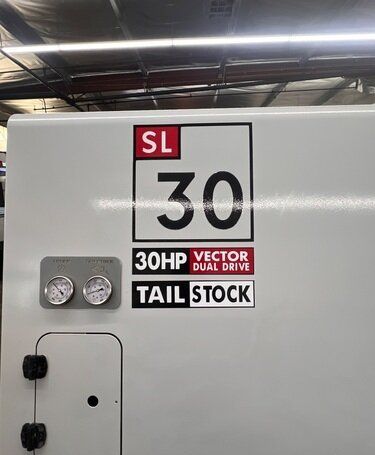 SL
30
30HP VECTOR
DUAL DRIVE
TAIL STOCK